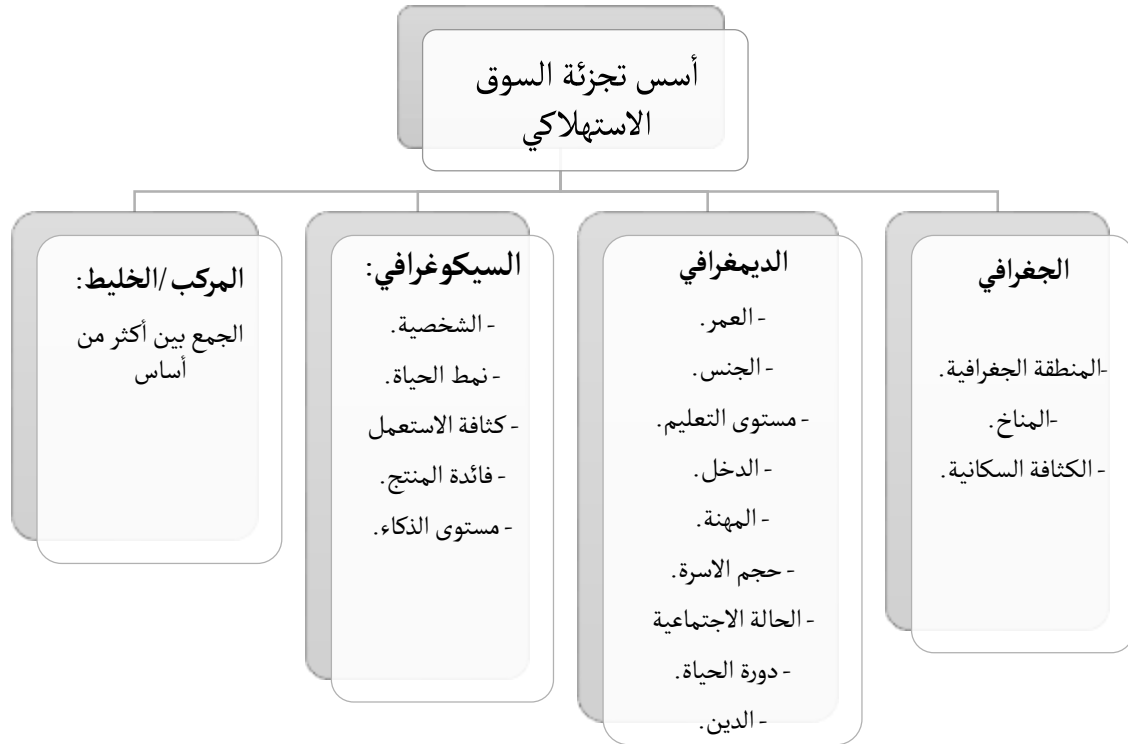 أسس تجزئة السوق
الاستهلاكي
الجغرافي
-المنطقة الجغرافية.
-المناخ.
- الكثافة السكانية.
الديمغرافي
- العمر.
- الجنس.
- مستوى التعليم.
- الدخل.
- المهنة.
- حجم الاسرة.
- الحالة الاجتماعية
- دورة الحياة.
- الدين.
السيكوغرافي:
- الشخصية.
- نمط الحياة.
- كثافة الاستعمل
- فائدة المنتج.
- مستوى الذكاء.
المركب/الخليط:
الجمع بين أكثر من
أساس